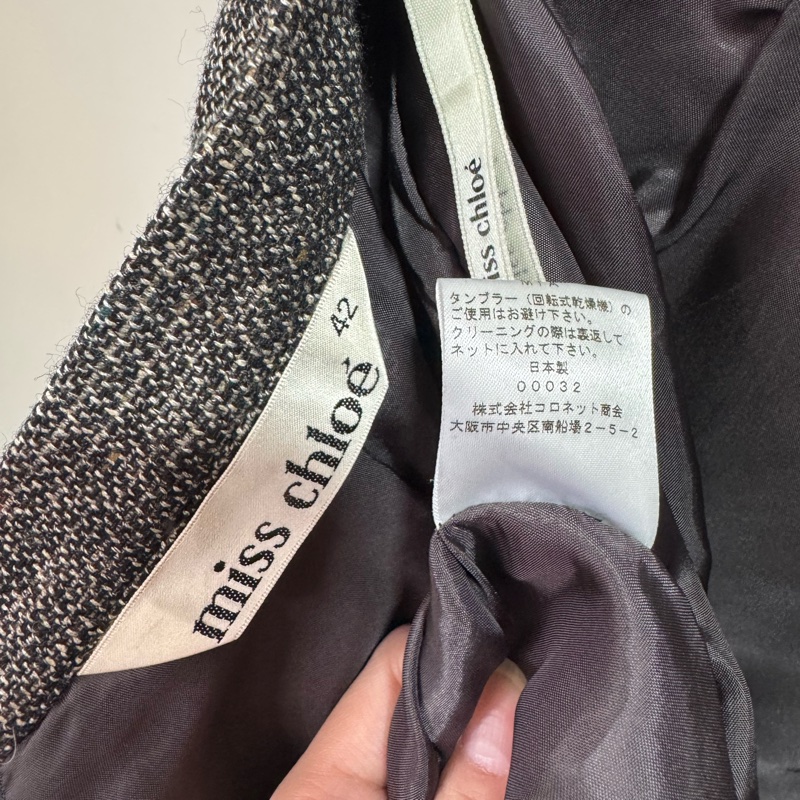 miss chloé
42
iss chloé
タンブラー（回転式乾燥機）の
ご使用はお避け下さい。
クリーニングの際は裏返して
ネットに入れて下さい。
日本製
00032
株式会社コロネット商会
大阪市中央区南船場2-5-2